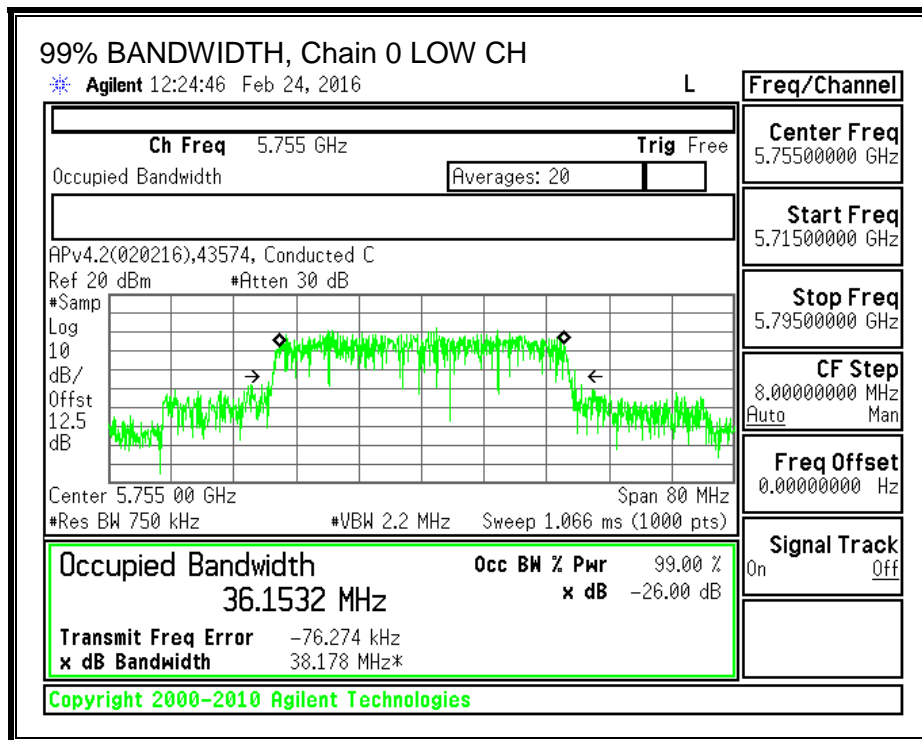 99% BANDWIDTH, Chain 0 LOW CH
Agilent 12:24:46 Feb 24, 2016 L
Freq/Channel
Ch Freq 5.755 GHz Trig Free
Occupied Bandwidth Averages: 20
APv4.2(020216),43574, Conducted C
Ref 20 dBm #Atten 30 dB
#Samp
Log
10
dB/
Offst
12.5
dB
Center 5.755 00 GHz Span 80 MHz
#Res BW 750 kHz #VBW 2.2 MHz Sweep 1.066 ms (1000 pts)
Occupied Bandwidth Occ BW % Pwr 99.00 %
36.1532 MHz x dB -26.00 dB
Transmit Freq Error -76.274 kHz
x dB Bandwidth 38.178 MHz*
Copyright 2000-2010 Agilent Technologies
Center Freq
5.75500000 GHz
Start Freq
5.71500000 GHz
Stop Freq
5.79500000 GHz
CF Step
8.00000000 MHz
Auto Man
Freq Offset
0.00000000 Hz
Signal Track
On Off